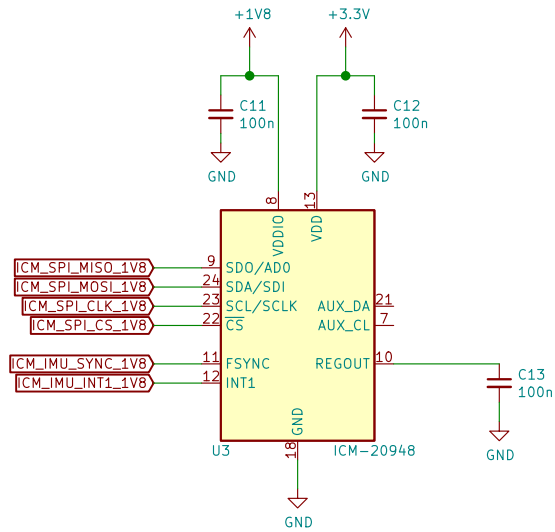 +1V8
+3.3V
C11
100n
C12
100n
GND
GND
8
13
VDDIO
VDD
ICM_SPI_MISO_1V8
9
SDO/AD0
ICM_SPI_MOSI_1V8
24
SDA/SDI
ICM_SPI_CLK_1V8
23
SCL/SCLK
AUX_DA
21
ICM_SPI_CS_1V8
22
CS
AUX_CL
7
ICM_IMU_SYNC_1V8
11
FSYNC
REGOUT
10
ICM_IMU_INT1_1V8
12
INT1
C13
100n
GND
18
U3
ICM-20948
GND
GND